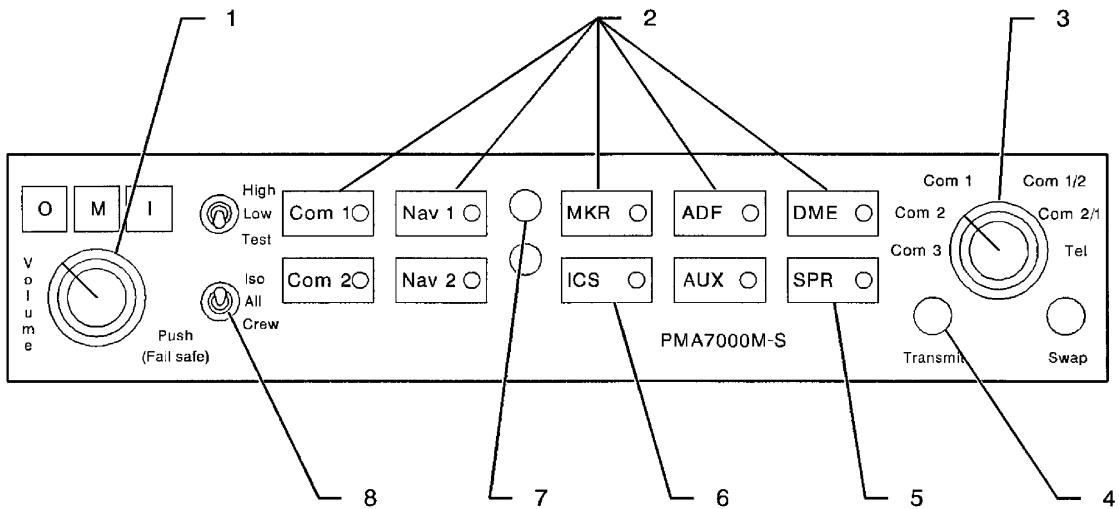 1
2
3
O M I
High
Low
Test
Com 1
Nav 1
MKR
ADF
DME
Com 1
Com 1/2
Com 2
Com 2/1
Com 3
Tel
Volume
Iso
All
Crew
Push
(Fail safe)
Com 2
Nav 2
ICS
AUX
SPR
PMA7000M-S
Transmit
Swap
8
7
6
5
4